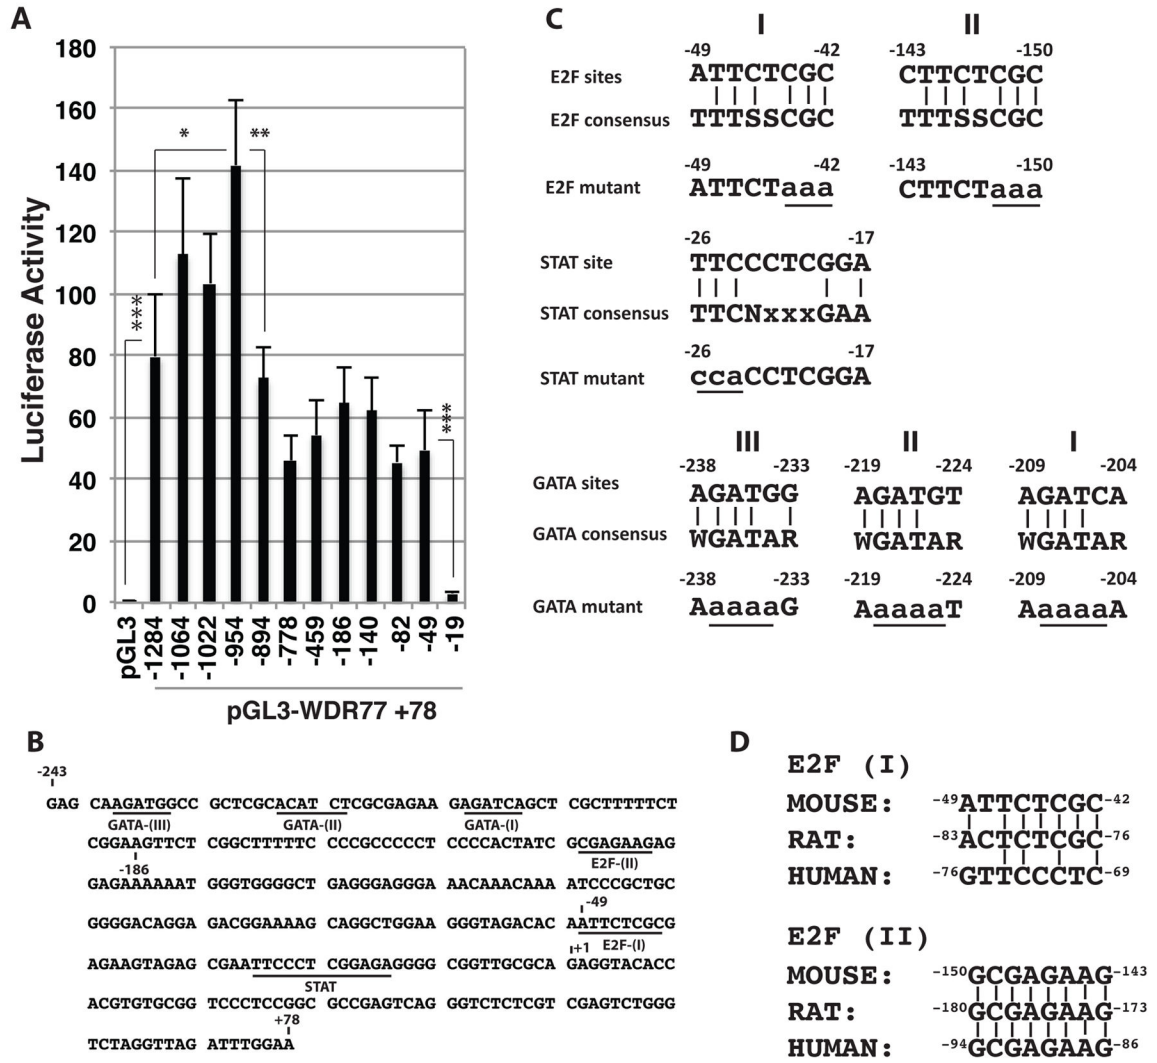 A
180
160
140
120
100
80
60
40
20
0
Luciferase Activity
***
*
**
***
pGL3
-1284
-1064
-1022
-954
-894
-778
-459
-186
-140
-82
-49
-19
pGL3-WDR77 +78
C
I II
-49 -42 -143 -150
E2F sites ATTCTCGC CTTCTCGC
E2F consensus TTTSSCGC TTTSSCGC
-49 -42 -143 -150
E2F mutant ATTCTaaa CTTCTaaa
-26 -17
STAT site TTCCCTCGGA
STAT consensus TTCNxxxGAA
-26 -17
STAT mutant ccaCCTCGGA
III II I
-238 -233 -219 -224 -209 -204
GATA sites AGATGG AGATGT AGATCA
GATA consensus WGATAR WGATAR WGATAR
-238 -233 -219 -224 -209 -204
GATA mutant AaaaaG AaaaaT AaaaaA
B
-243
GAG CAAGATGGCC GCTCGCACAT CTCGCGAGAA GAGATCAGCT CGCTTTTTCT
GATA-(III) GATA-(II) GATA-(I)
CGGAAGTTCT CGGCTTTTTC CCCGCCCCCT CCCCACTATC GCGAGAAGAG
-186 E2F-(II)
GAGAAAAAAT GGGTGGGGCT GAGGGAGGGA AACAAACAAA ATCCCGCTGC
GGGGACAGGA GACGGAAAAG CAGGCTGGAA GGGTAGACAC AATTCTCGCG
-49
E2F-(I)
+1
AGAAGTAGAG CGAATTCCCT CGGAGAGGGG CGGTTGCGCA GAGGTACACC
STAT
ACGTGTGCGG TCCCTCCGGC GCCGAGTCAG GGTCTCTCGT CGAGTCTGGG
+78
TCTAGGTTAG ATTTGGAA
D
E2F (I)
MOUSE: -49ATTCTCGC-42
RAT: -83ACTCTCGC-76
HUMAN: -76GTTCCCTC-69
E2F (II)
MOUSE: -150GCGAGAAG-143
RAT: -180GCGAGAAG-173
HUMAN: -94GCGAGAAG-86